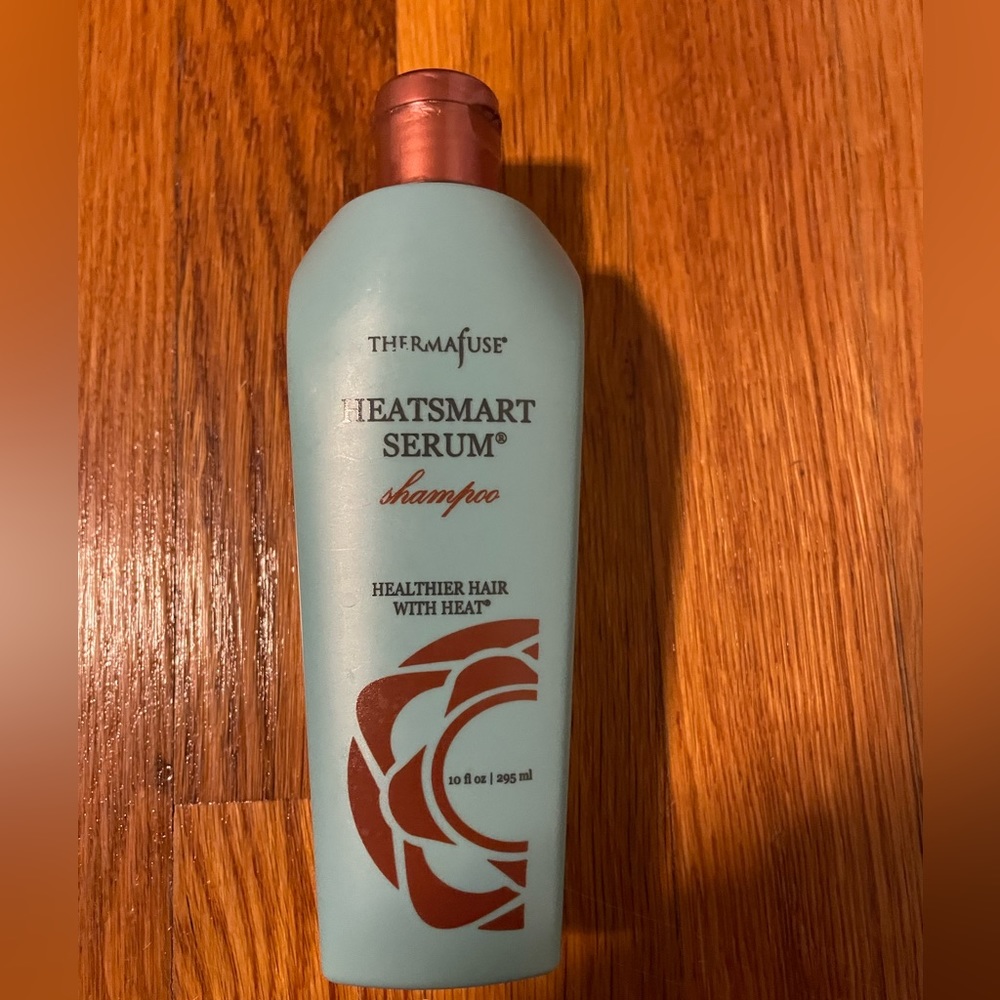 THERMAFUSE®
HEATSMART
SERUM®
shampoo
HEALTHIER HAIR
WITH HEAT®
10 fl oz | 295 ml